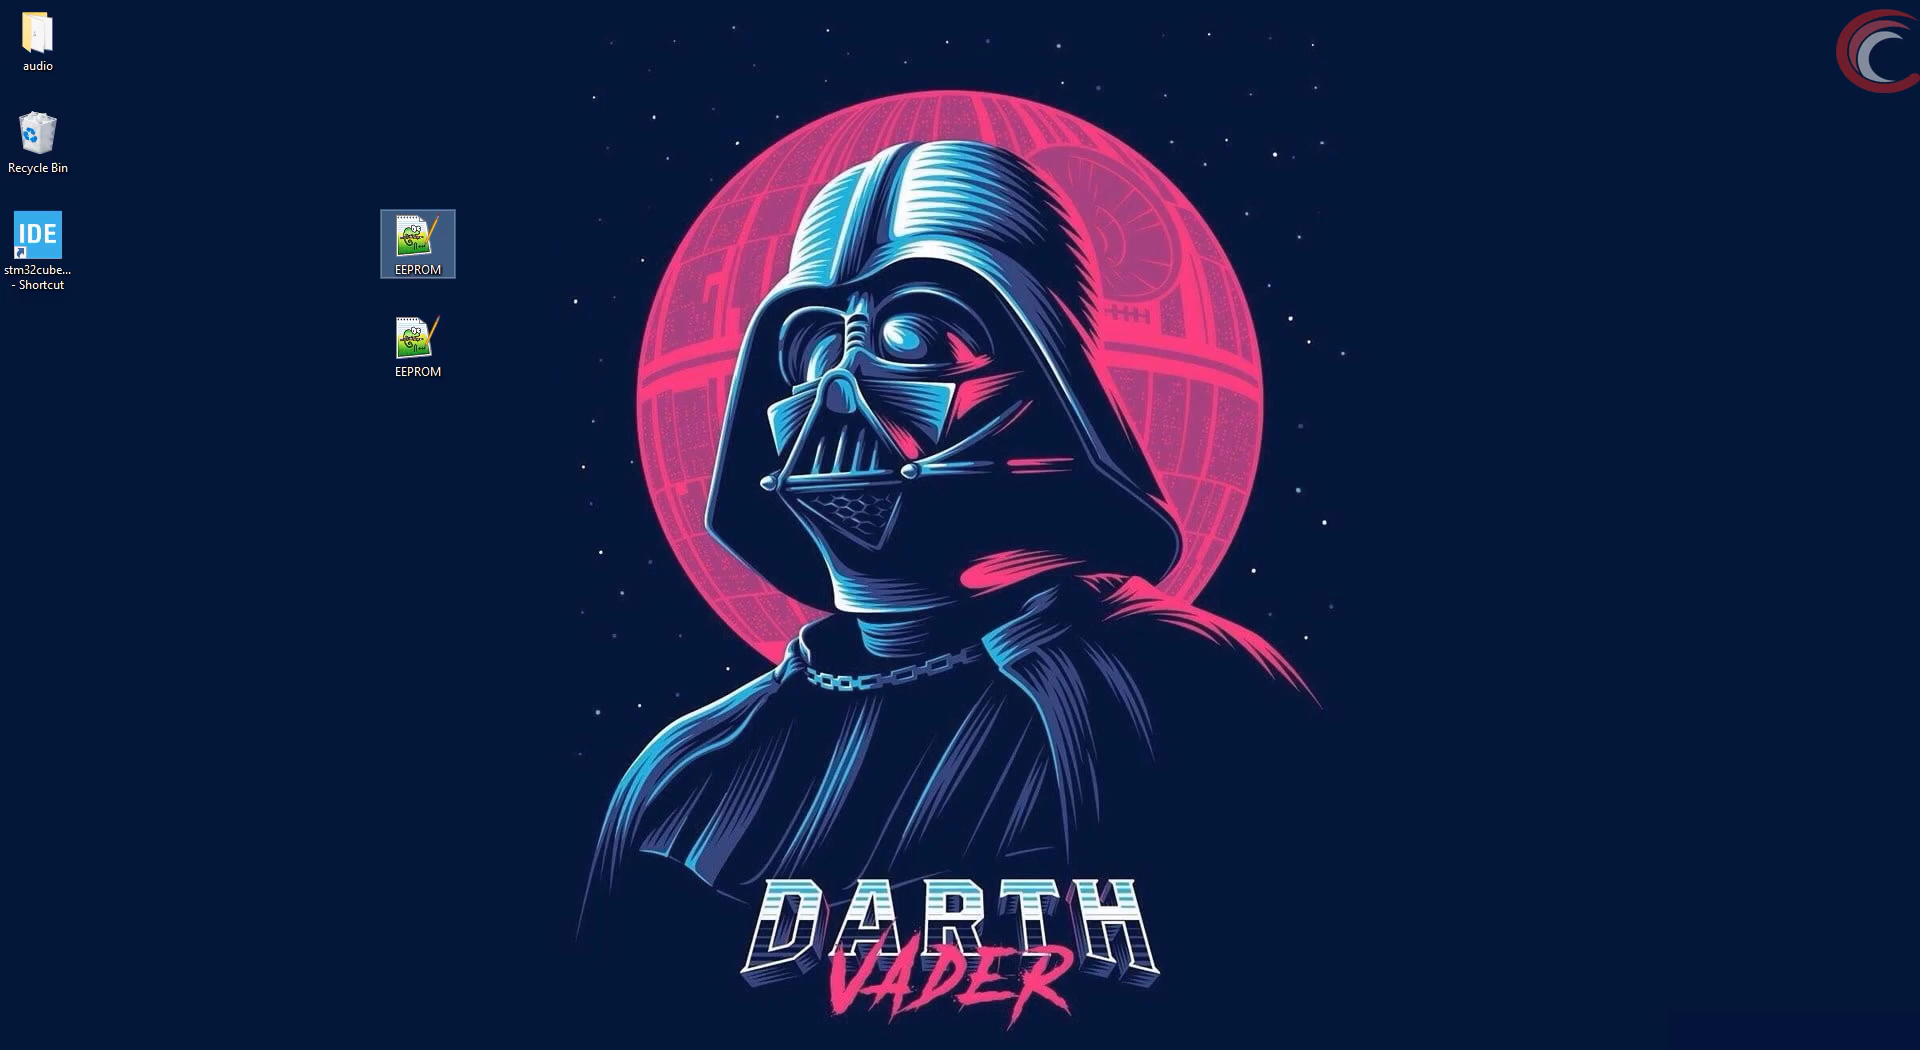 audio
Recycle Bin
IDE
stm32cube...
- Shortcut
EEPROM
EEPROM
DARTH
VADER